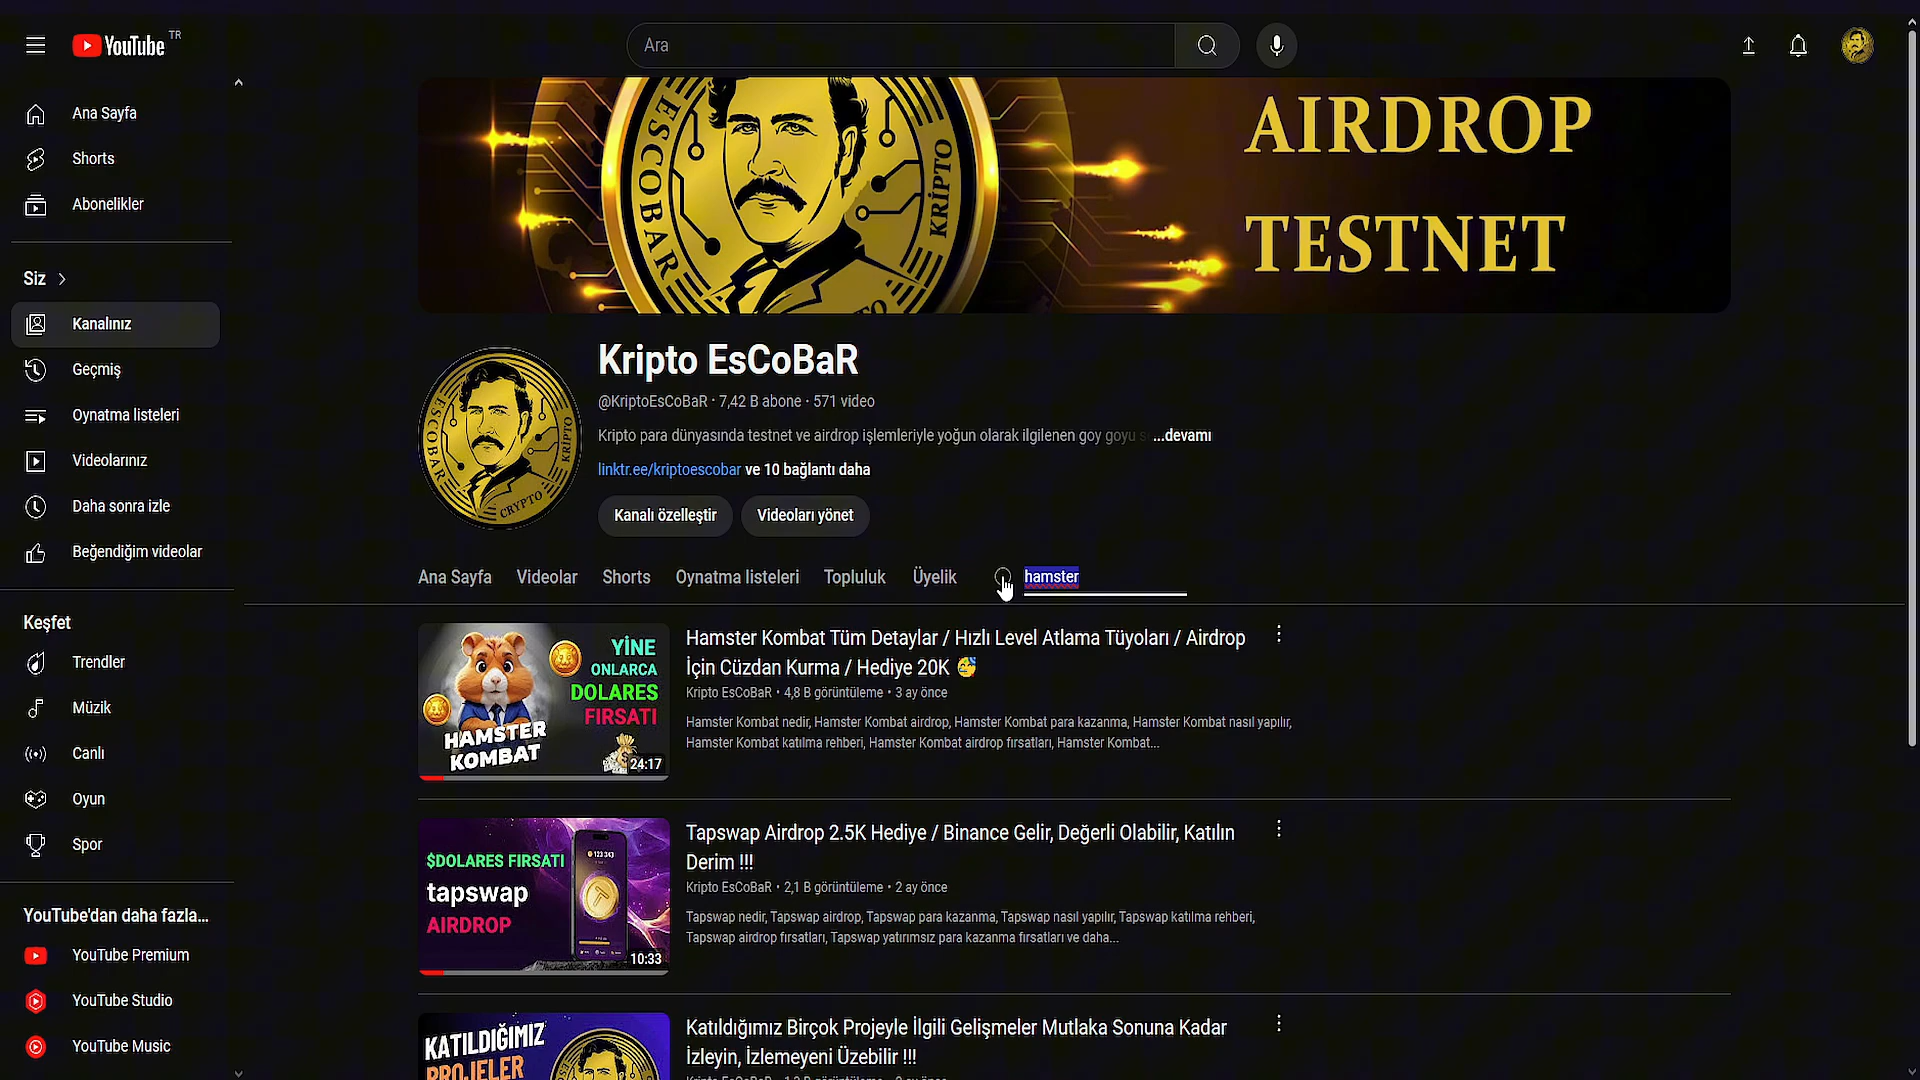 YouTube TR
Ara
Ana Sayfa
Shorts
Abonelikler
Siz
Kanalınız
Geçmiş
Oynatma listeleri
Videolarınız
Daha sonra izle
Beğendiğim videolar
Keşfet
Trendler
Müzik
Canlı
Oyun
Spor
YouTube'dan daha fazla...
YouTube Premium
YouTube Studio
YouTube Music
ESCOBAR
KRİPTO
AIRDROP
TESTNET
ESCOBAR
KRİPTO
CRYPTO
Kripto EsCoBaR
@KriptoEsCoBaR · 7,42 B abone · 571 video
Kripto para dünyasında testnet ve airdrop işlemleriyle yoğun olarak ilgilenen goy goyu ...devamı
linktr.ee/kriptoescobar ve 10 bağlantı daha
Kanalı özelleştir
Videoları yönet
Ana Sayfa Videolar Shorts Oynatma listeleri Topluluk Üyelik hamster
YİNE
ONLARCA
DOLARES
FIRSATI
HAMSTER
KOMBAT
24:17
Hamster Kombat Tüm Detaylar / Hızlı Level Atlama Tüyoları / Airdrop
İçin Cüzdan Kurma / Hediye 20K 🥳
Kripto EsCoBaR · 4,8 B görüntüleme · 3 ay önce
Hamster Kombat nedir, Hamster Kombat airdrop, Hamster Kombat para kazanma, Hamster Kombat nasıl yapılır,
Hamster Kombat katılma rehberi, Hamster Kombat airdrop fırsatları, Hamster Kombat...
$DOLARES FIRSATI
tapswap
AIRDROP
123 343
10:33
Tapswap Airdrop 2.5K Hediye / Binance Gelir, Değerli Olabilir, Katılın
Derim !!!
Kripto EsCoBaR · 2,1 B görüntüleme · 2 ay önce
Tapswap nedir, Tapswap airdrop, Tapswap para kazanma, Tapswap nasıl yapılır, Tapswap katılma rehberi,
Tapswap airdrop fırsatları, Tapswap yatırımsız para kazanma fırsatları ve daha...
KATILDIĞIMIZ
PROJELER
Katıldığımız Birçok Projeyle İlgili Gelişmeler Mutlaka Sonuna Kadar
İzleyin, İzlemeyeni Üzebilir !!!